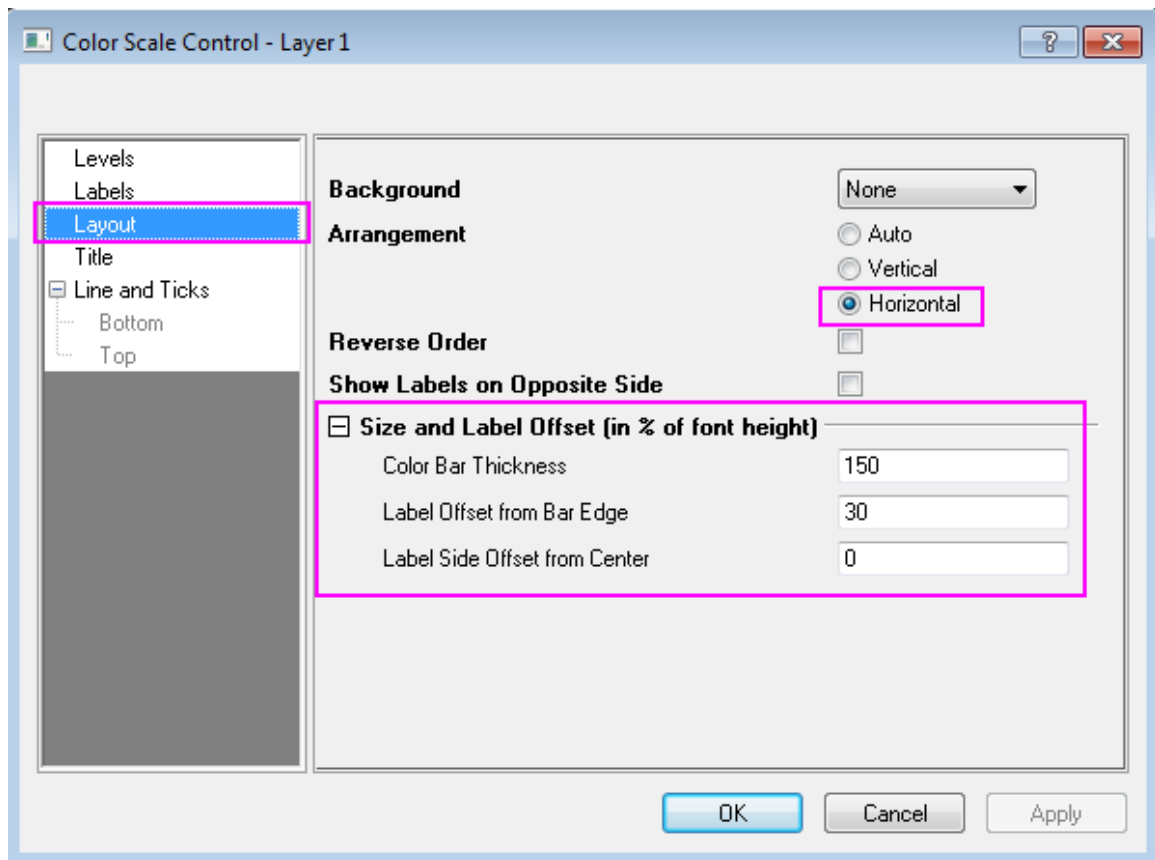 Color Scale Control - Layer 1
?
Levels
Labels
Layout
Title
Line and Ticks
Bottom
Top
Background
None
Arrangement
Auto
Vertical
Horizontal
Reverse Order
Show Labels on Opposite Side
Size and Label Offset (in % of font height)
Color Bar Thickness
150
Label Offset from Bar Edge
30
Label Side Offset from Center
0
OK
Cancel
Apply